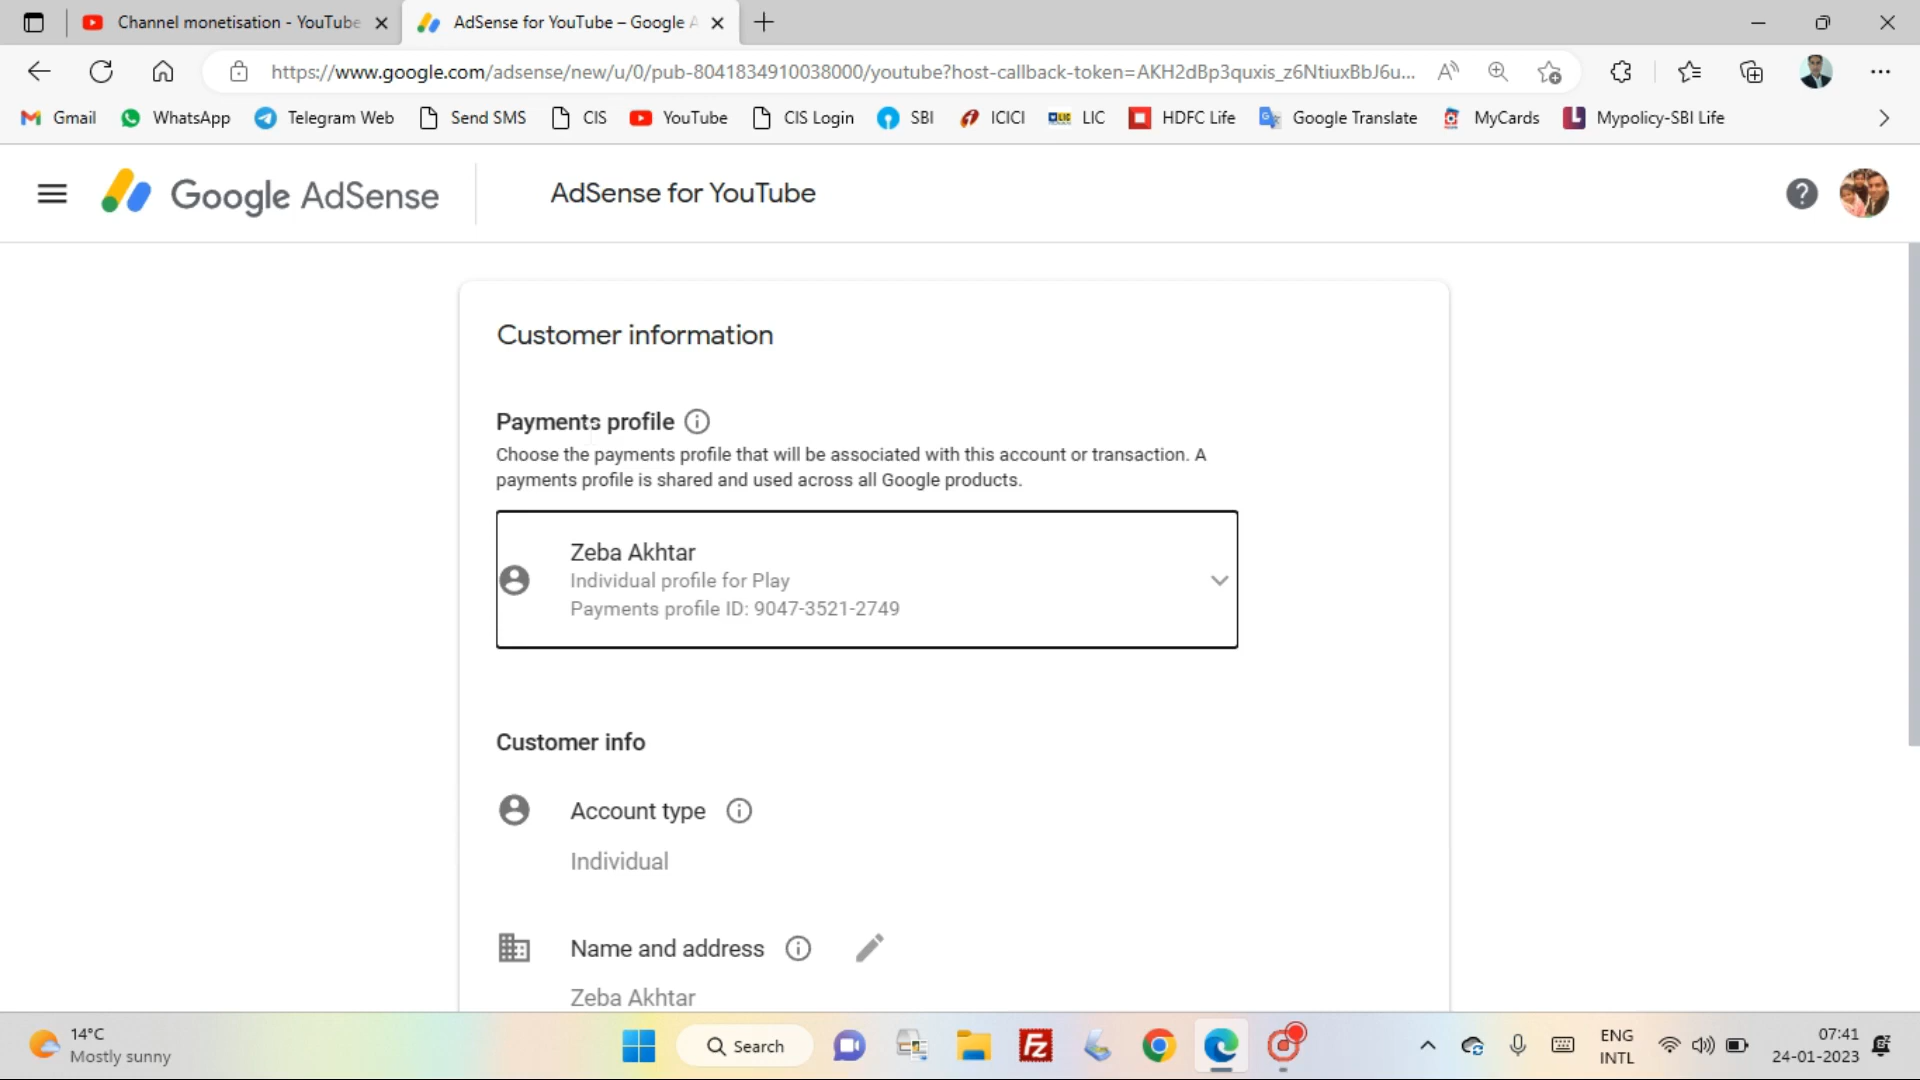 Channel monetisation - YouTube
AdSense for YouTube – Google A
https://www.google.com/adsense/new/u/0/pub-8041834910038000/youtube?host-callback-token=AKH2dBp3quxis_z6NtiuxBbJ6u...
Gmail
WhatsApp
Telegram Web
Send SMS
CIS
YouTube
CIS Login
SBI
ICICI
LIC
HDFC Life
Google Translate
MyCards
Mypolicy-SBI Life
Google AdSense
AdSense for YouTube
Customer information
Payments profile
Choose the payments profile that will be associated with this account or transaction. A
payments profile is shared and used across all Google products.
Zeba Akhtar
Individual profile for Play
Payments profile ID: 9047-3521-2749
Customer info
Account type
Individual
Name and address
Zeba Akhtar
14°C
Mostly sunny
Search
ENG
INTL
07:41
24-01-2023